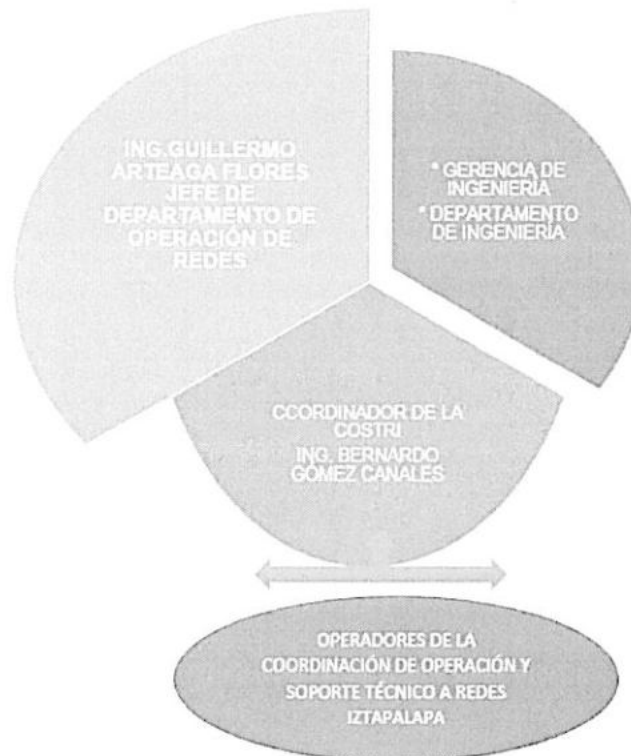 ING.GUILLERMO
ARTEAGA FLORES
JEFE DE
DEPARTAMENTO DE
OPERACIÓN DE
REDES
* GERENCIA DE
INGENIERÍA
* DEPARTAMENTO
DE INGENIERÍA
CCORDINADOR DE LA
COSTRI
ING. BERNARDO
GÓMEZ CANALES
OPERADORES DE LA
COORDINACIÓN DE OPERACIÓN Y
SOPORTE TÉCNICO A REDES
IZTAPALAPA